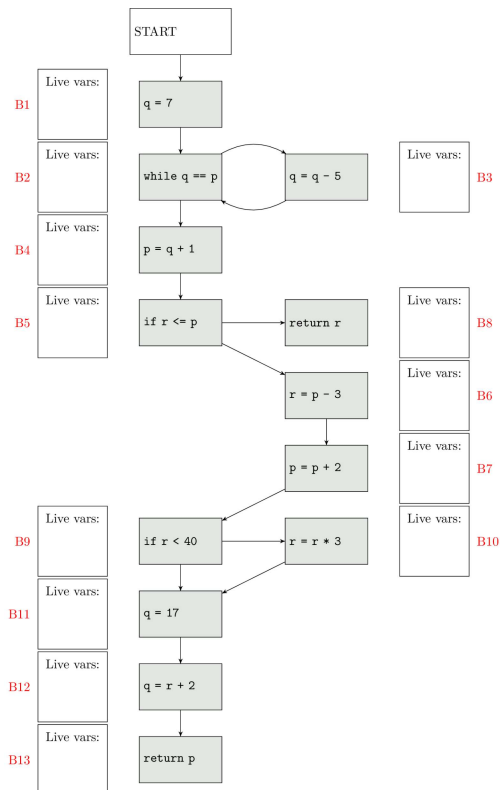 START
Live vars:
B1
q = 7
Live vars:
B2
while q == p
q = q - 5
Live vars:
B3
Live vars:
B4
p = q + 1
Live vars:
B5
if r <= p
return r
Live vars:
B8
r = p - 3
Live vars:
B6
p = p + 2
Live vars:
B7
Live vars:
B9
if r < 40
r = r * 3
Live vars:
B10
Live vars:
B11
q = 17
Live vars:
B12
q = r + 2
Live vars:
B13
return p